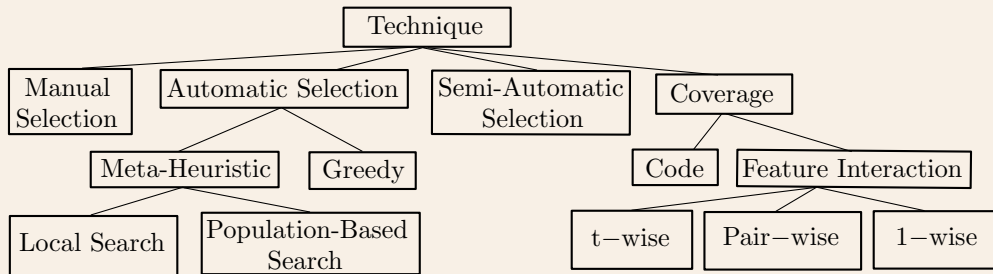 Technique
Manual
Selection
Automatic Selection
Semi-Automatic
Selection
Coverage
Meta-Heuristic
Greedy
Code
Feature Interaction
Local Search
Population-Based
Search
t−wise
Pair−wise
1−wise